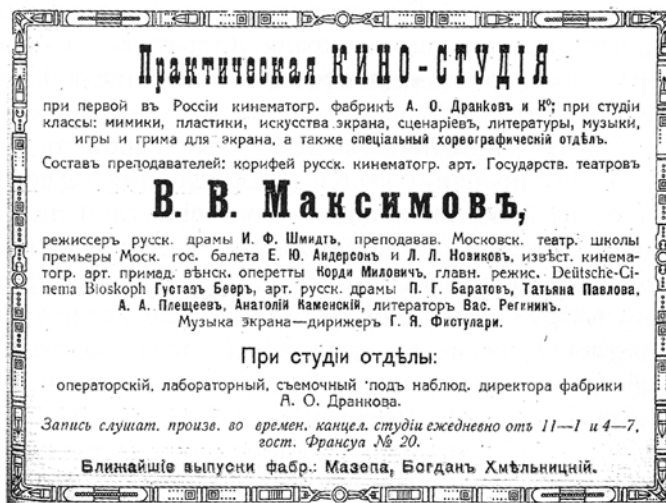 Практическая КИНО-СТУДІЯ
при первой въ Россіи кинематогр. фабрикѣ А. О. Дранковъ и Кº; при студіи
классы: мимики, пластики, искусства экрана, сценаріевъ, литературы, музыки,
игры и грима для экрана, а также спеціальный хореографическій отдѣлъ.
Составъ преподавателей: корифей русск. кинематогр. арт. Государств. театровъ
В. В. Максимовъ,
режиссеръ русск. драмы И. Ф. Шмидтъ, преподавав. Московск. театр. школы
премьеры Моск. гос. балета Е. Ю. Андерсонъ и Л. Л. Новиковъ, извѣст. кинема-
тогр. арт. примад. вѣнск. оперетты Корди Миловичъ, главн. режис. Deütsche-Ci-
nema Bioskoph Густавъ Бееръ, арт. русск. драмы П. Г. Баратовъ, Татьяна Павлова,
А. А. Плещеевъ, Анатолій Каменскій, литераторъ Вас. Регининъ.
Музыка экрана—дирижеръ Г. Я. Фистулари.
При студіи отдѣлы:
операторскій, лабораторный, съемочный подъ наблюд. директора фабрики
А. О. Дранкова.
Запись слушат. произв. во времен. канцел. студіи ежедневно отъ 11—1 и 4—7,
гост. Франсуа № 20.
Ближайшіе выпуски фабр.: Мазепа, Богданъ Хмѣльницкій.